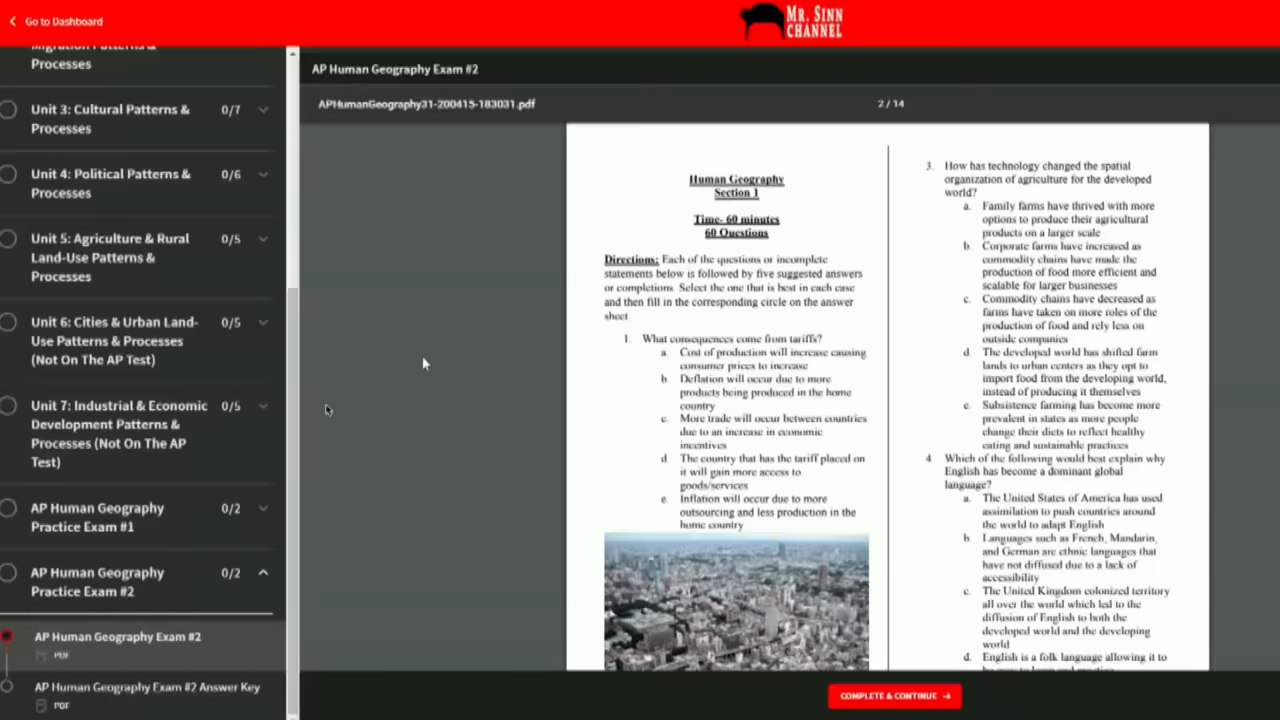 Go to Dashboard
MR. SINN
CHANNEL
Migration Patterns &
Processes
Unit 3: Cultural Patterns &
Processes
0/7
Unit 4: Political Patterns &
Processes
0/6
Unit 5: Agriculture & Rural
Land-Use Patterns &
Processes
0/5
Unit 6: Cities & Urban Land-
Use Patterns & Processes
(Not On The AP Test)
0/5
Unit 7: Industrial & Economic
Development Patterns &
Processes (Not On The AP
Test)
0/5
AP Human Geography
Practice Exam #1
0/2
AP Human Geography
Practice Exam #2
0/2
AP Human Geography Exam #2
PDF
AP Human Geography Exam #2 Answer Key
PDF
AP Human Geography Exam #2
APHumanGeography31-200415-183031.pdf
2 / 14
Human Geography
Section 1
Time- 60 minutes
60 Questions
Directions: Each of the questions or incomplete
statements below is followed by five suggested answers
or completions. Select the one that is best in each case
and then fill in the corresponding circle on the answer
sheet
1. What consequences come from tariffs?
a. Cost of production will increase causing
consumer prices to increase
b. Deflation will occur due to more
products being produced in the home
country
c. More trade will occur between countries
due to an increase in economic
incentives
d. The country that has the tariff placed on
it will gain more access to
goods/services
e. Inflation will occur due to more
outsourcing and less production in the
home country
3. How has technology changed the spatial
organization of agriculture for the developed
world?
a. Family farms have thrived with more
options to produce their agricultural
products on a larger scale
b. Corporate farms have increased as
commodity chains have made the
production of food more efficient and
scalable for larger businesses
c. Commodity chains have decreased as
farms have taken on more roles of the
production of food and rely less on
outside companies
d. The developed world has shifted farm
lands to urban centers as they opt to
import food from the developing world,
instead of producing it themselves
e. Subsistence farming has become more
prevalent in states as more people
change their diets to reflect healthy
eating and sustainable practices
4. Which of the following would best explain why
English has become a dominant global
language?
a. The United States of America has used
assimilation to push countries around
the world to adapt English
b. Languages such as French, Mandarin,
and German are ethnic languages that
have not diffused due to a lack of
accessibility
c. The United Kingdom colonized territory
all over the world which led to the
diffusion of English to both the
developed world and the developing
world
d. English is a folk language allowing it to
COMPLETE & CONTINUE →